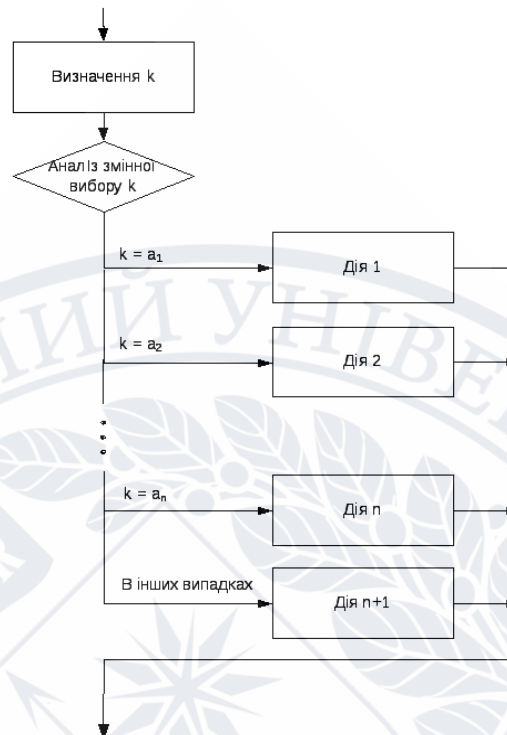 Визначення k
Аналіз змінної
вибору k
k = a₁
Дія 1
k = a₂
Дія 2
k = aₙ
Дія n
В інших випадках
Дія n+1